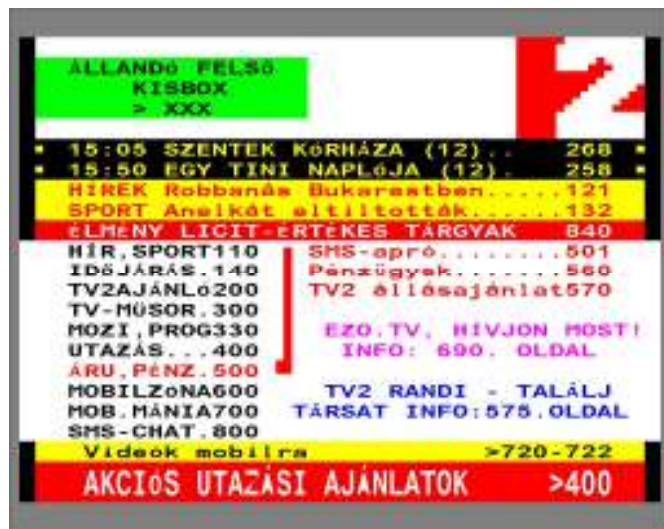 ÁLLANDó FELSő
KISBOX
> XXX
15:05 SZENTEK KóRHÁZA (12).. 268
15:50 EGY TINI NAPLóJA (12). 258
HIREK Robbanás Bukarestben.....121
SPORT Anelkát eltiltották......132
ÉLMÉNY LICIT-ÉRTÉKES TÁRGYAK 840
HÍR,SPORT110
SMS-apró........501
IDőJÁRÁS.140
Pénzügyek.......560
TV2AJÁNLó200
TV2 állásajánlat570
TV-MűSOR.300
MOZI,PROG330
EZO.TV, HIVJON MOST!
UTAZÁS...400
INFO: 690. OLDAL
ÁRU,PÉNZ.500
MOBILZóNA600
TV2 RANDI - TALÁLJ
MOB.MÁNIA700
TÁRSAT INFO:575.OLDAL
SMS-CHAT.800
Videok mobilra >720-722
AKCIóS UTAZÁSI AJÁNLATOK >400